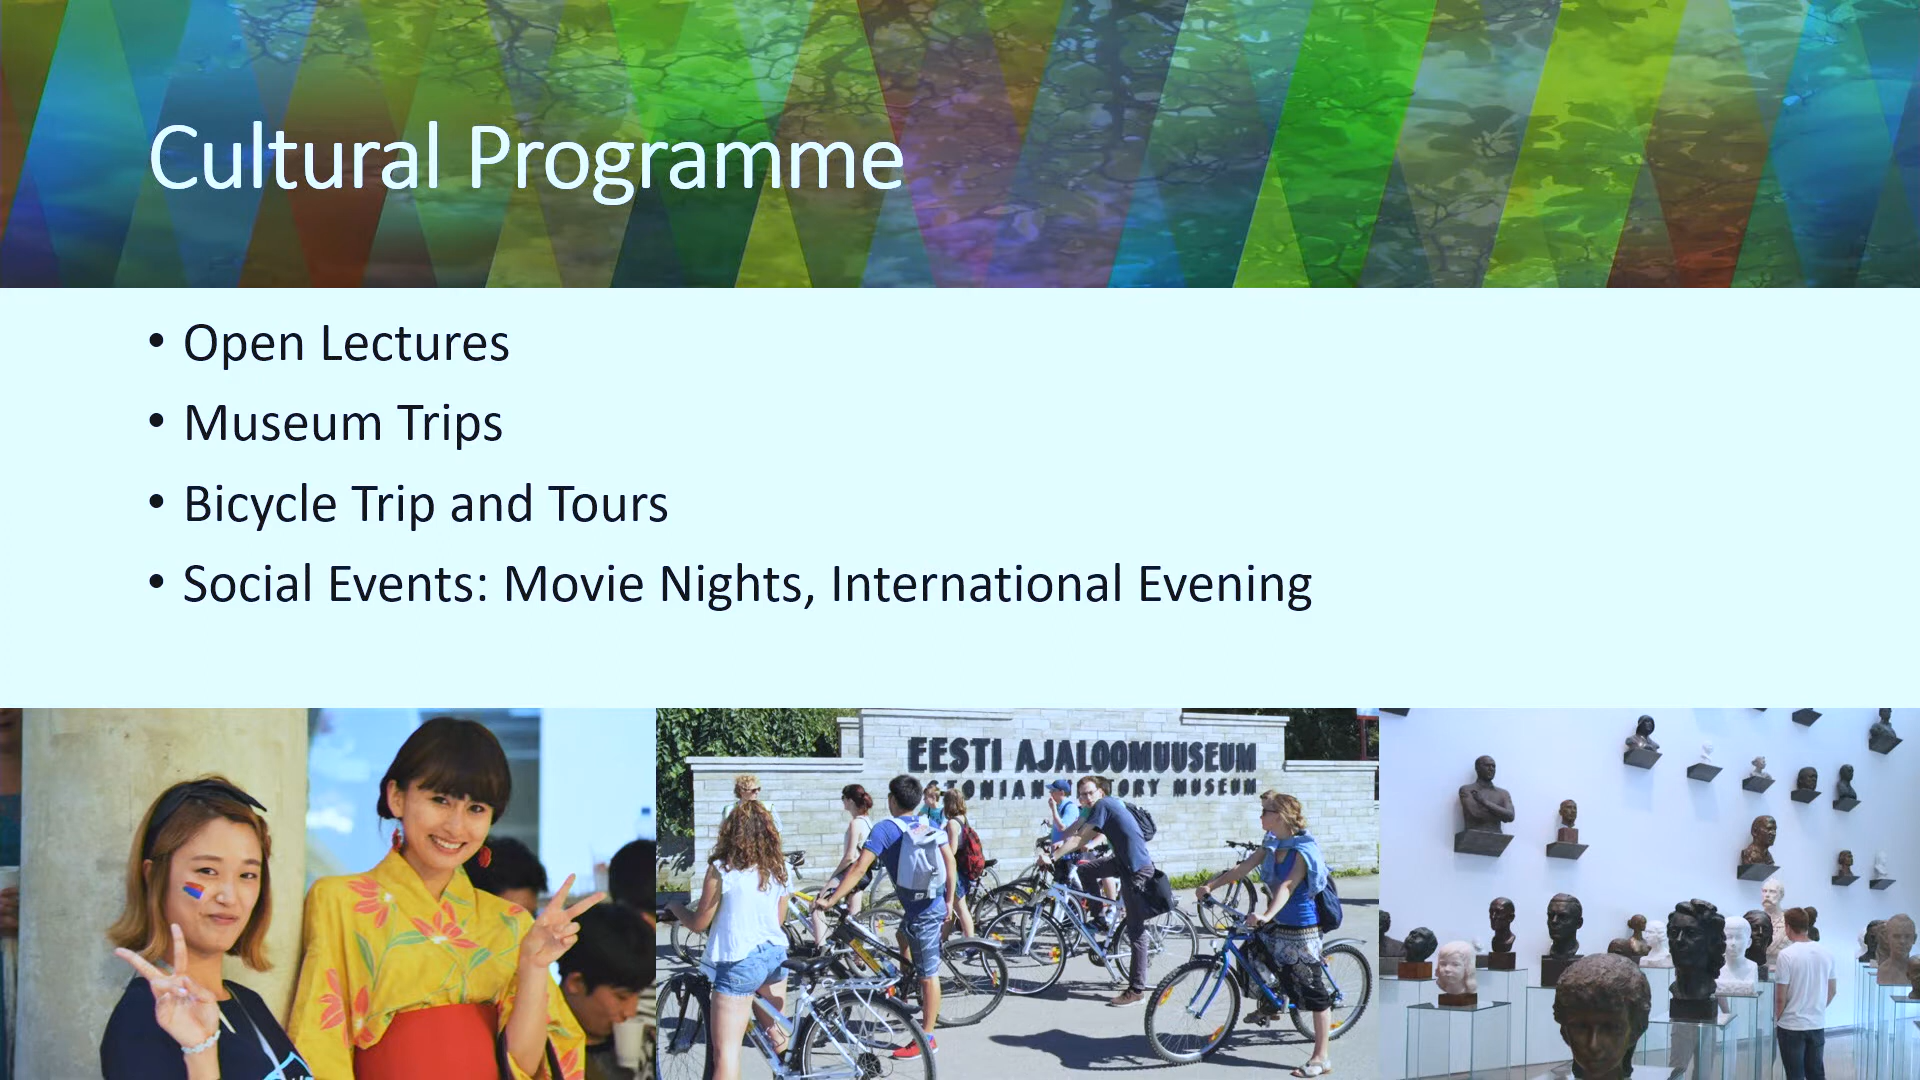 Cultural Programme
• Open Lectures
• Museum Trips
• Bicycle Trip and Tours
• Social Events: Movie Nights, International Evening
EESTI AJALOOMUUSEUM
MUSEUM